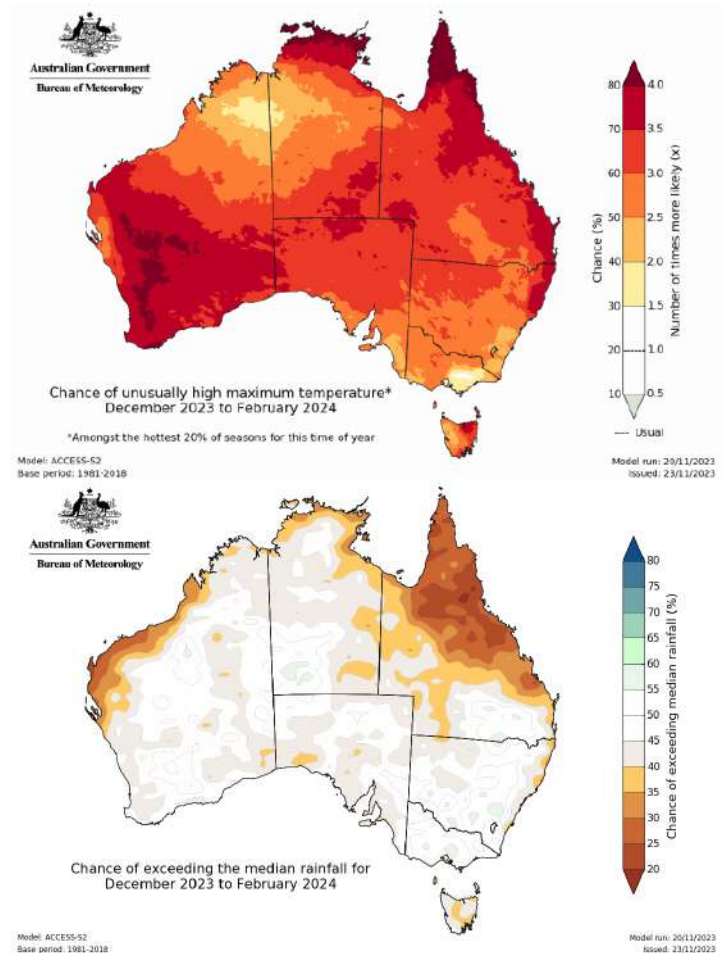 Australian Government
Bureau of Meteorology
80
70
60
50
40
30
20
10
Chance (%)
4.0
3.5
3.0
2.5
2.0
1.5
1.0
0.5
Number of times more likely (x)
Usual
Chance of unusually high maximum temperature*
December 2023 to February 2024
*Amongst the hottest 20% of seasons for this time of year
Model: ACCESS-S2
Base period: 1981-2018
Model run: 20/11/2023
Issued: 23/11/2023
Australian Government
Bureau of Meteorology
80
75
70
65
60
55
50
45
40
35
30
25
20
Chance of exceeding median rainfall (%)
Chance of exceeding the median rainfall for
December 2023 to February 2024
Model: ACCESS-S2
Base period: 1981-2018
Model run: 20/11/2023
Issued: 23/11/2023